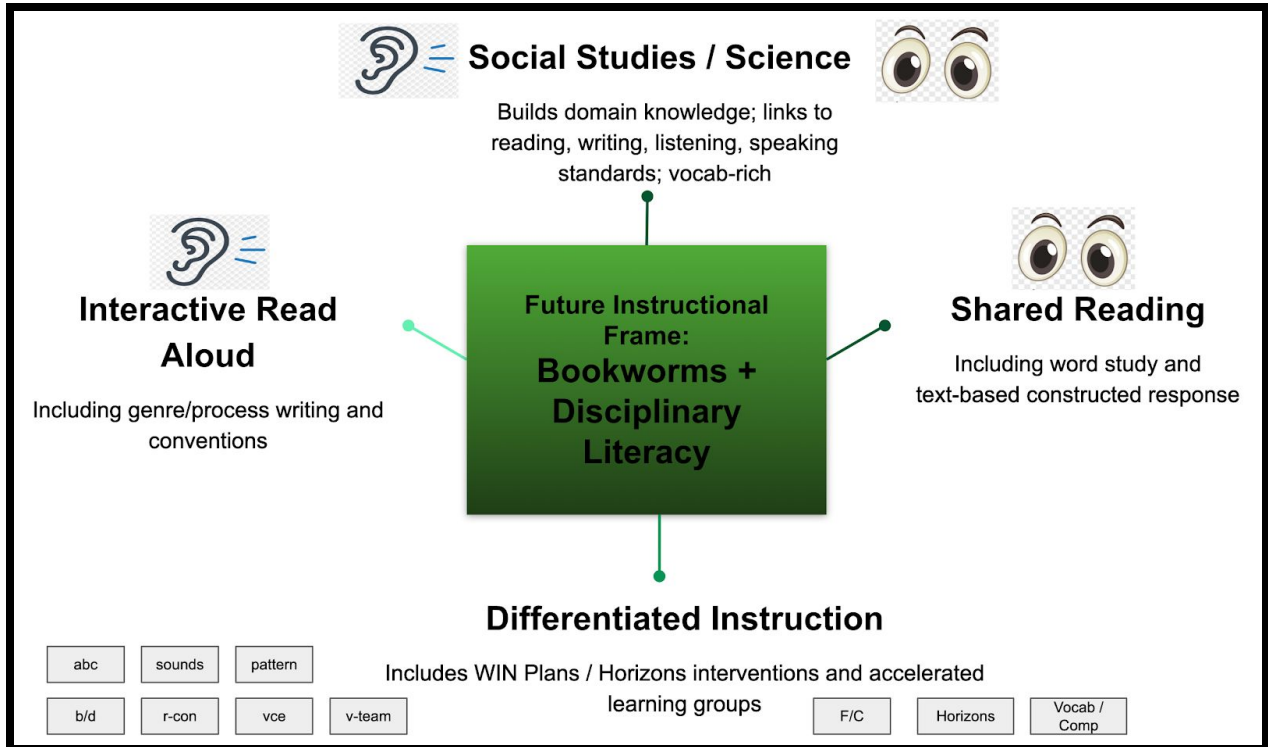 Social Studies / Science
Builds domain knowledge; links to
reading, writing, listening, speaking
standards; vocab-rich
Interactive Read
Aloud
Including genre/process writing and
conventions
Future Instructional
Frame:
Bookworms +
Disciplinary
Literacy
Shared Reading
Including word study and
text-based constructed response
Differentiated Instruction
Includes WIN Plans / Horizons interventions and accelerated
learning groups
abc
sounds
pattern
b/d
r-con
vce
v-team
F/C
Horizons
Vocab /
Comp